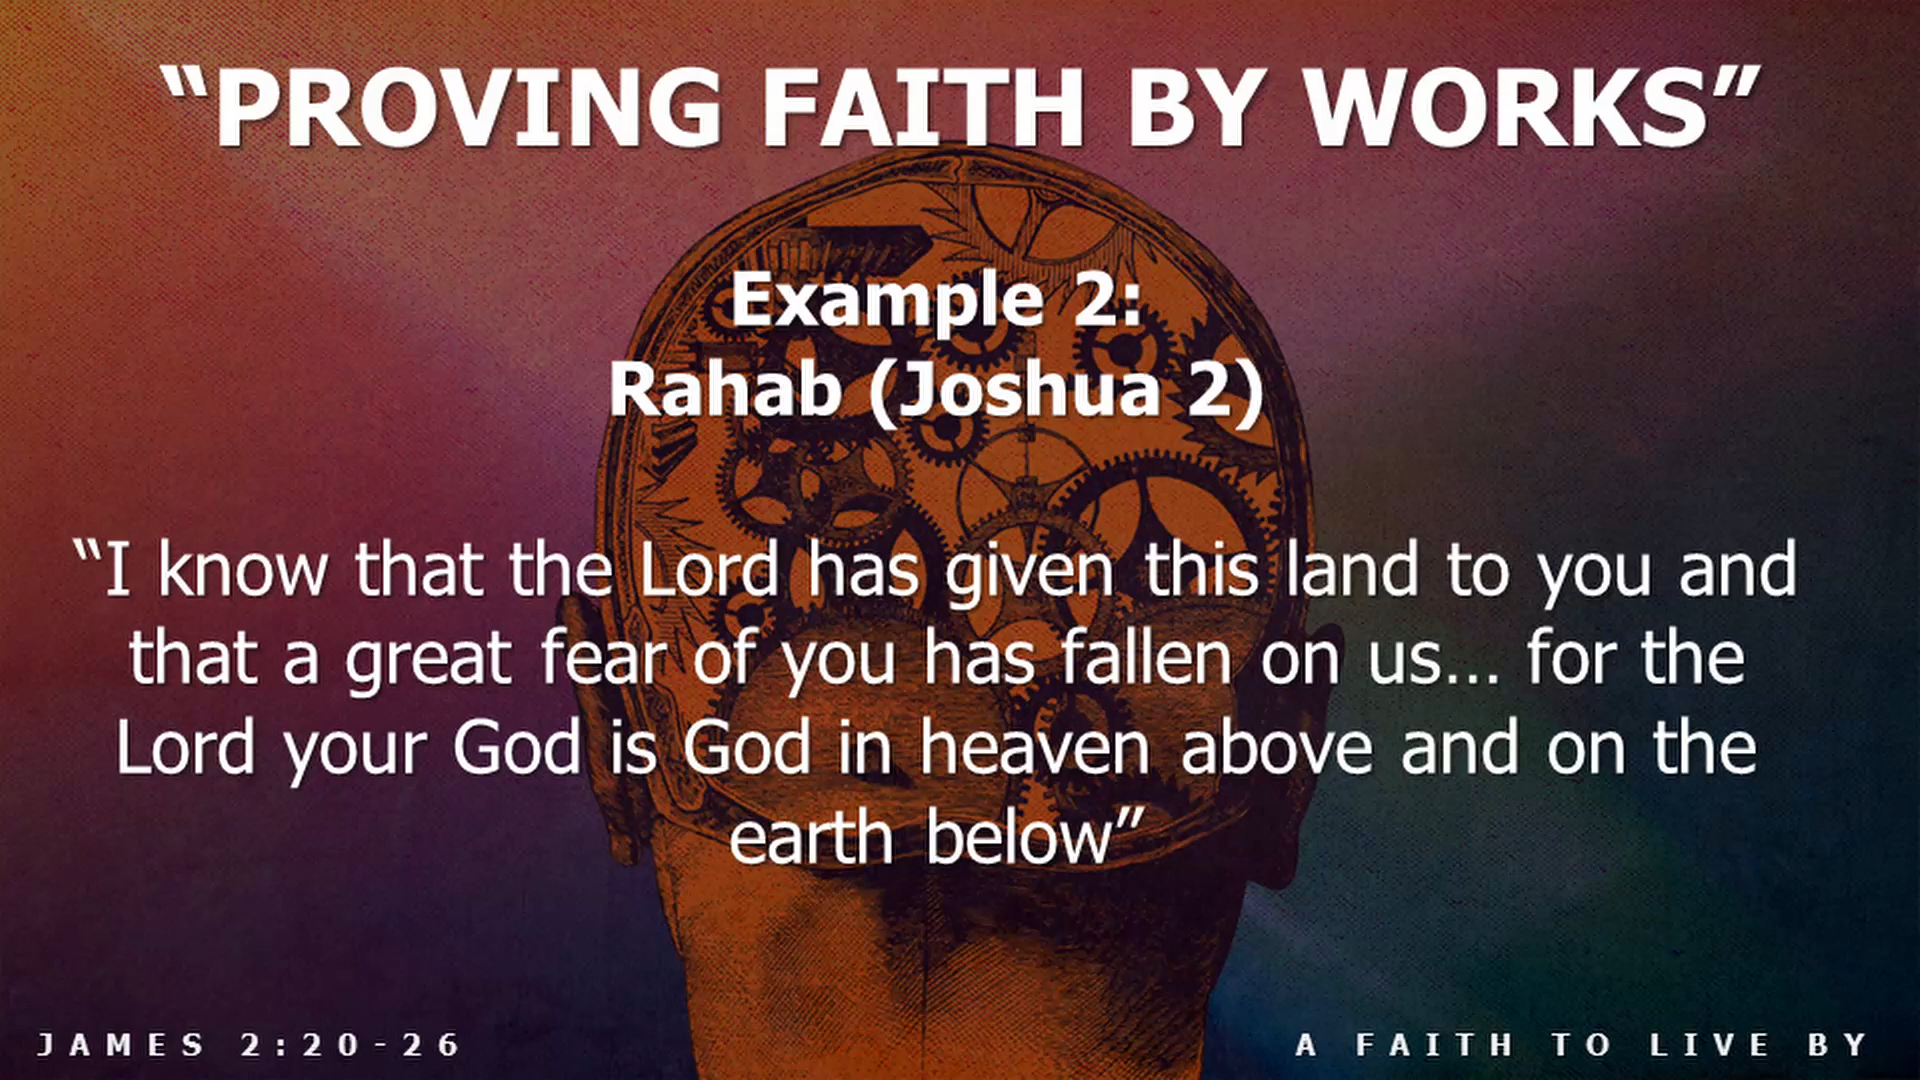 “PROVING FAITH BY WORKS”
Example 2:
Rahab (Joshua 2)
“I know that the Lord has given this land to you and
that a great fear of you has fallen on us… for the
Lord your God is God in heaven above and on the
earth below”
JAMES 2:20-26
A FAITH TO LIVE BY